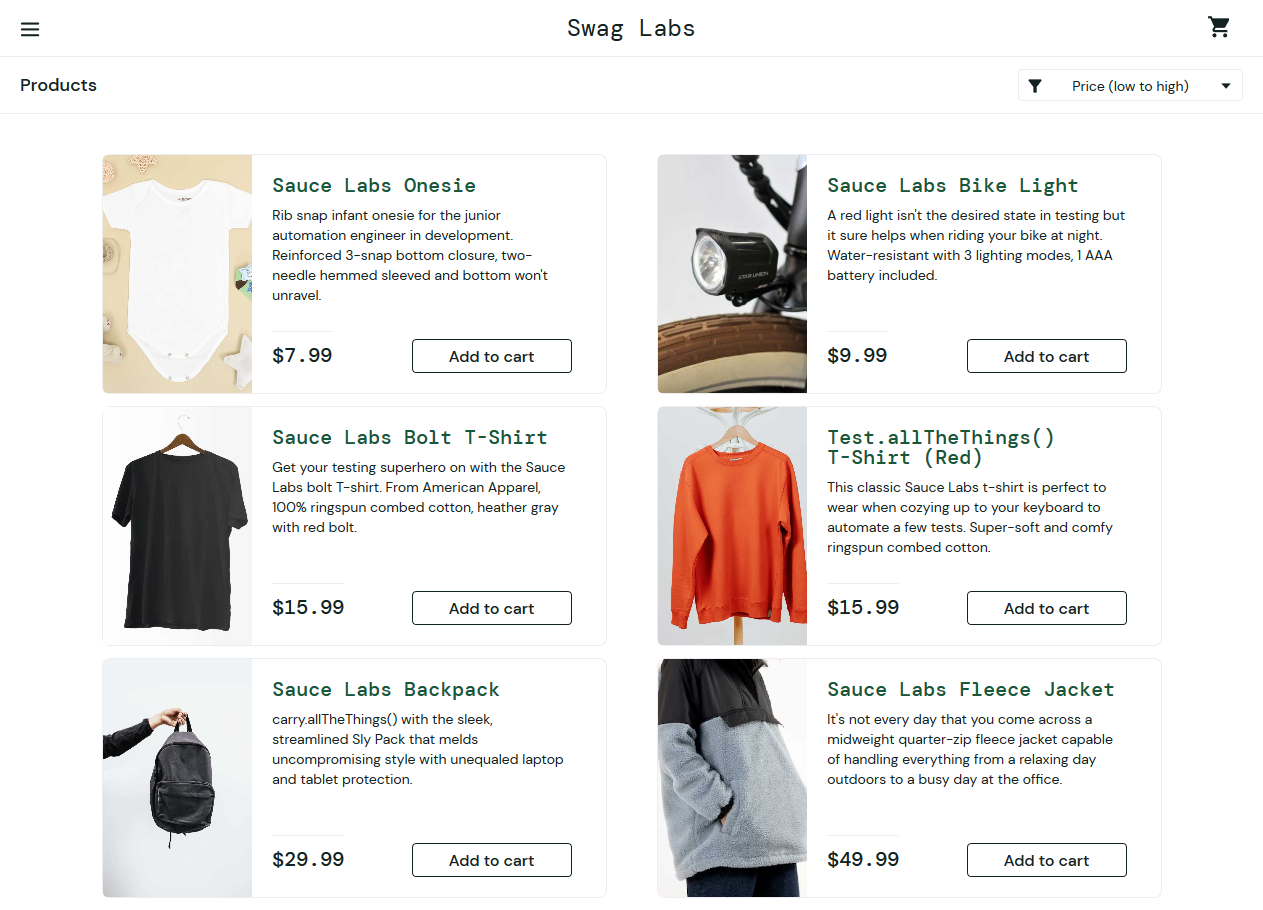 Swag Labs
Products
Price (low to high)
Sauce Labs Onesie
Rib snap infant onesie for the junior
automation engineer in development.
Reinforced 3-snap bottom closure, two-
needle hemmed sleeved and bottom won't
unravel.
$7.99
Add to cart
Sauce Labs Bike Light
A red light isn't the desired state in testing but
it sure helps when riding your bike at night.
Water-resistant with 3 lighting modes, 1 AAA
battery included.
STAR UNION
$9.99
Add to cart
Sauce Labs Bolt T-Shirt
Get your testing superhero on with the Sauce
Labs bolt T-shirt. From American Apparel,
100% ringspun combed cotton, heather gray
with red bolt.
$15.99
Add to cart
Test.allTheThings()
T-Shirt (Red)
This classic Sauce Labs t-shirt is perfect to
wear when cozying up to your keyboard to
automate a few tests. Super-soft and comfy
ringspun combed cotton.
$15.99
Add to cart
Sauce Labs Backpack
carry.allTheThings() with the sleek,
streamlined Sly Pack that melds
uncompromising style with unequaled laptop
and tablet protection.
$29.99
Add to cart
Sauce Labs Fleece Jacket
It's not every day that you come across a
midweight quarter-zip fleece jacket capable
of handling everything from a relaxing day
outdoors to a busy day at the office.
$49.99
Add to cart